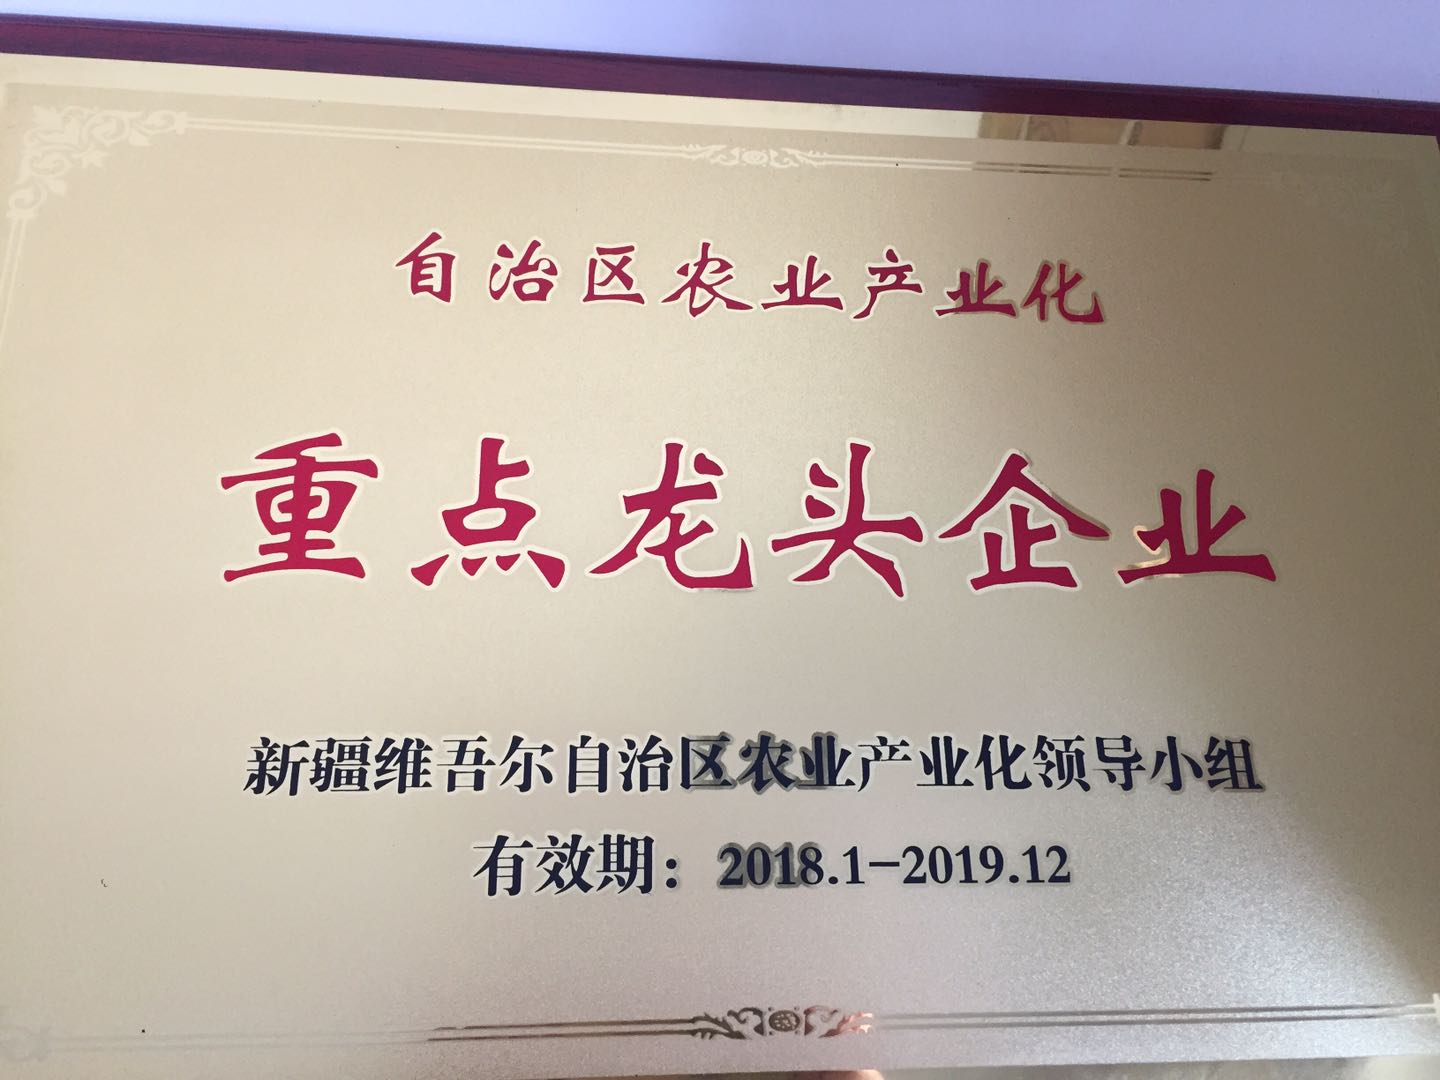 自治区农业产业化
重点龙头企业
新疆维吾尔自治区农业产业化领导小组
有效期：2018.1-2019.12